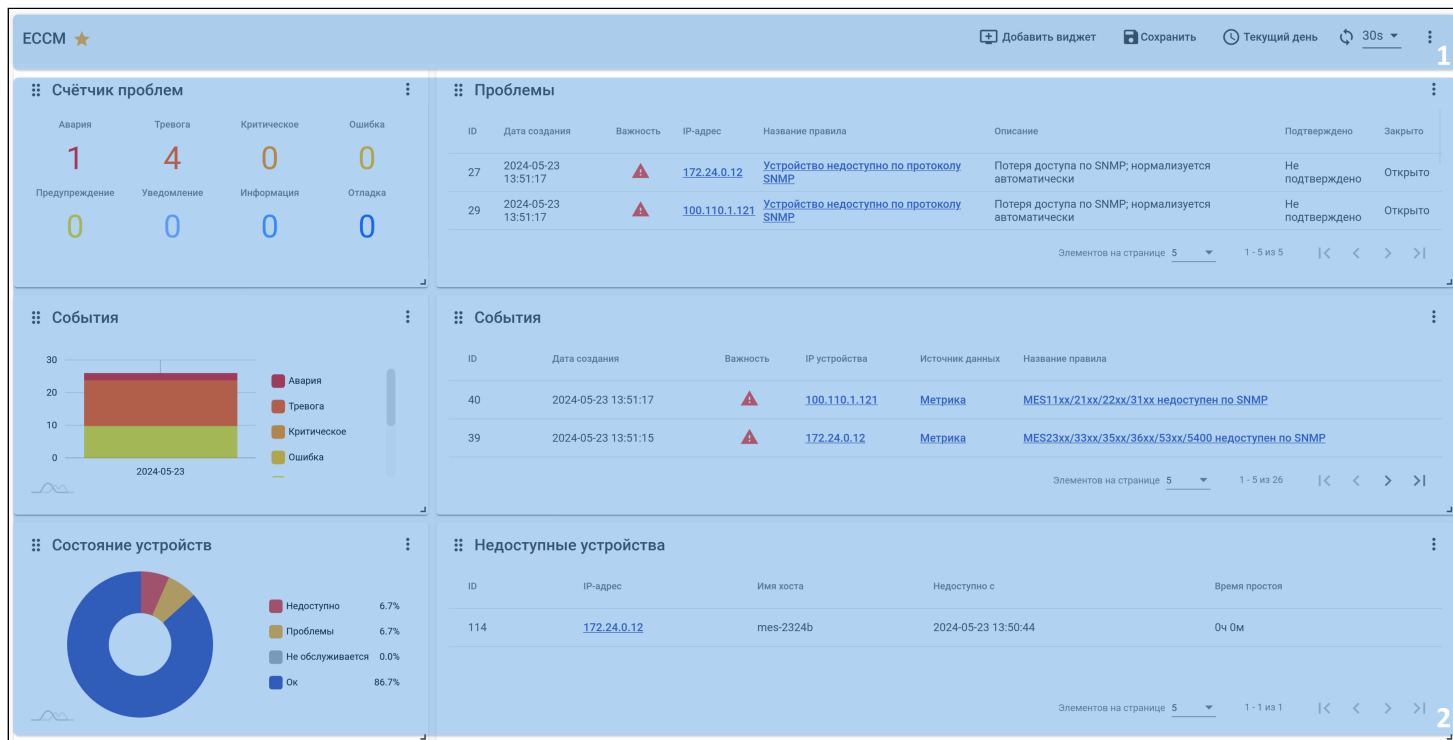 ЕССМ
Добавить виджет Сохранить Текущий день 30s
1
Счётчик проблем
Авария Тревога Критическое Ошибка
1 4 0 0
Предупреждение Уведомление Информация Отладка
0 0 0 0
Проблемы
ID Дата создания Важность IP-адрес Название правила Описание Подтверждено Закрыто
27 2024-05-23 13:51:17 172.24.0.12 Устройство недоступно по протоколу SNMP Потеря доступа по SNMP; нормализуется автоматически Не подтверждено Открыто
29 2024-05-23 13:51:17 100.110.1.121 Устройство недоступно по протоколу SNMP Потеря доступа по SNMP; нормализуется автоматически Не подтверждено Открыто
Элементов на странице 5 1 - 5 из 5
События
30
20
10
0
2024-05-23
Авария
Тревога
Критическое
Ошибка
События
ID Дата создания Важность IP устройства Источник данных Название правила
40 2024-05-23 13:51:17 100.110.1.121 Метрика MES11xx/21xx/22xx/31xx недоступен по SNMP
39 2024-05-23 13:51:15 172.24.0.12 Метрика MES23xx/33xx/35xx/36xx/53xx/5400 недоступен по SNMP
Элементов на странице 5 1 - 5 из 26
Состояние устройств
Недоступно 6.7%
Проблемы 6.7%
Не обслуживается 0.0%
Ок 86.7%
Недоступные устройства
ID IP-адрес Имя хоста Недоступно с Время простоя
114 172.24.0.12 mes-2324b 2024-05-23 13:50:44 0ч 0м
Элементов на странице 5 1 - 1 из 1
2